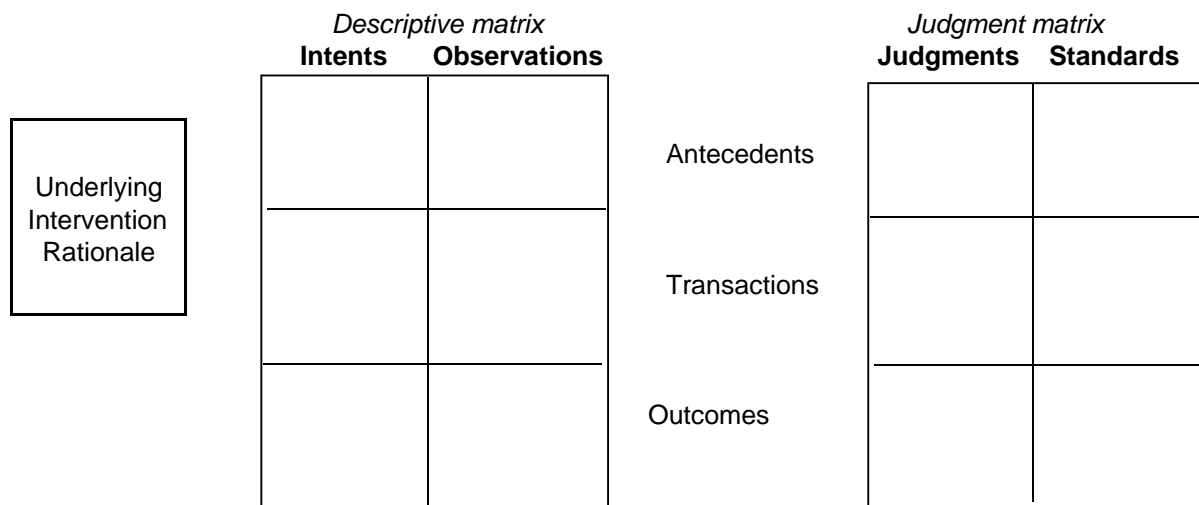 Descriptive matrix
Intents Observations
Judgment matrix
Judgments Standards
Underlying
Intervention
Rationale
Antecedents
Transactions
Outcomes